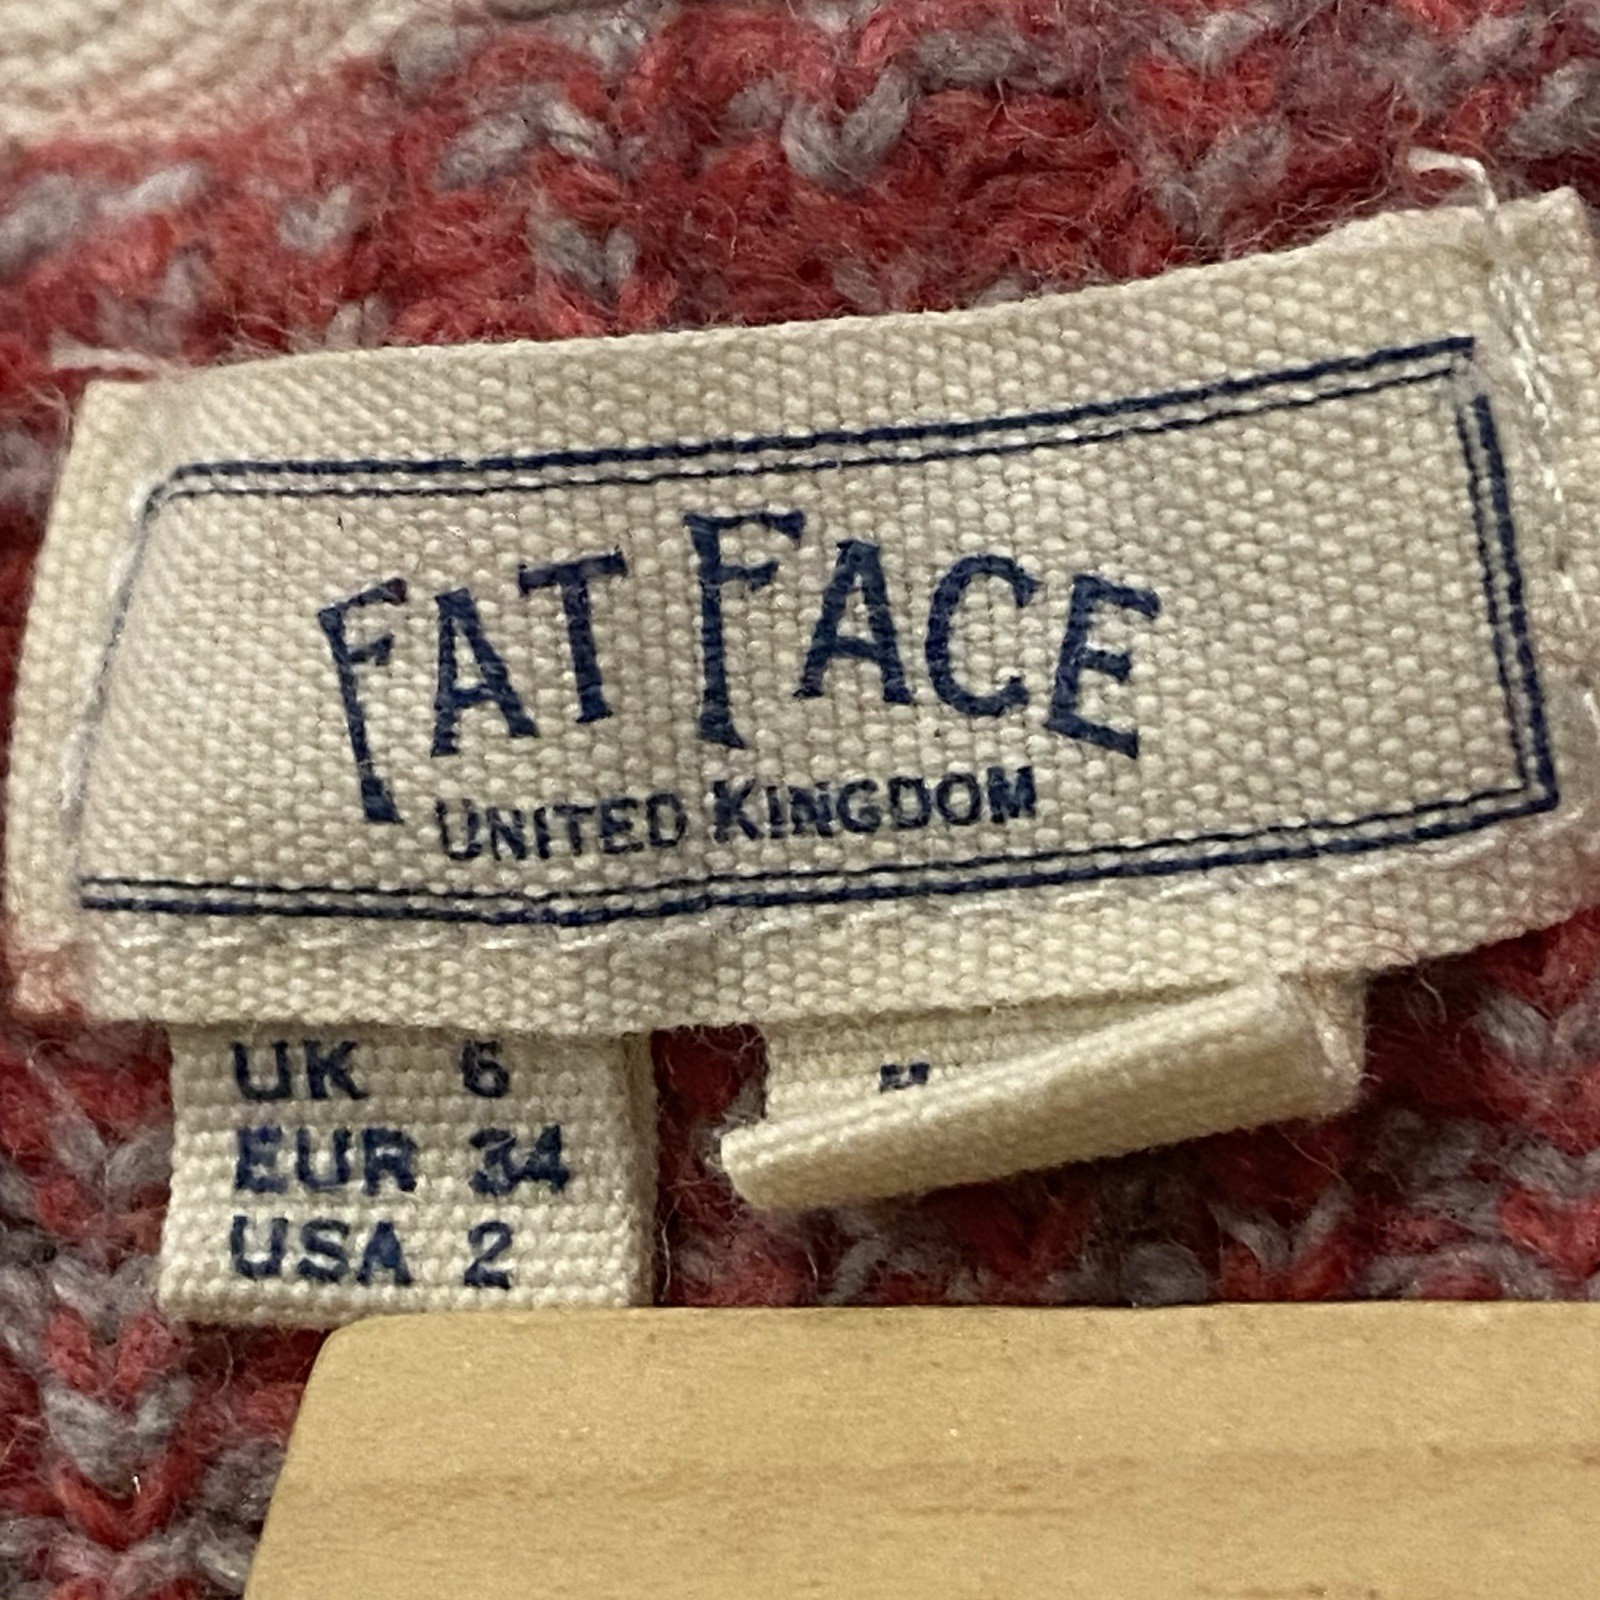 FAT FACE
UNITED KINGDOM
UK 6
EUR 34
USA 2